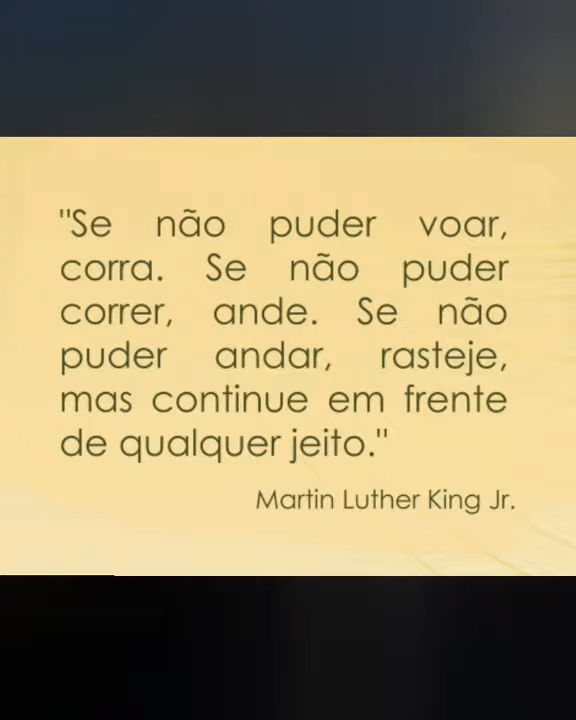 "Se não puder voar,
corra. Se não puder
correr, ande. Se não
puder andar, rasteje,
mas continue em frente
de qualquer jeito."
Martin Luther King Jr.